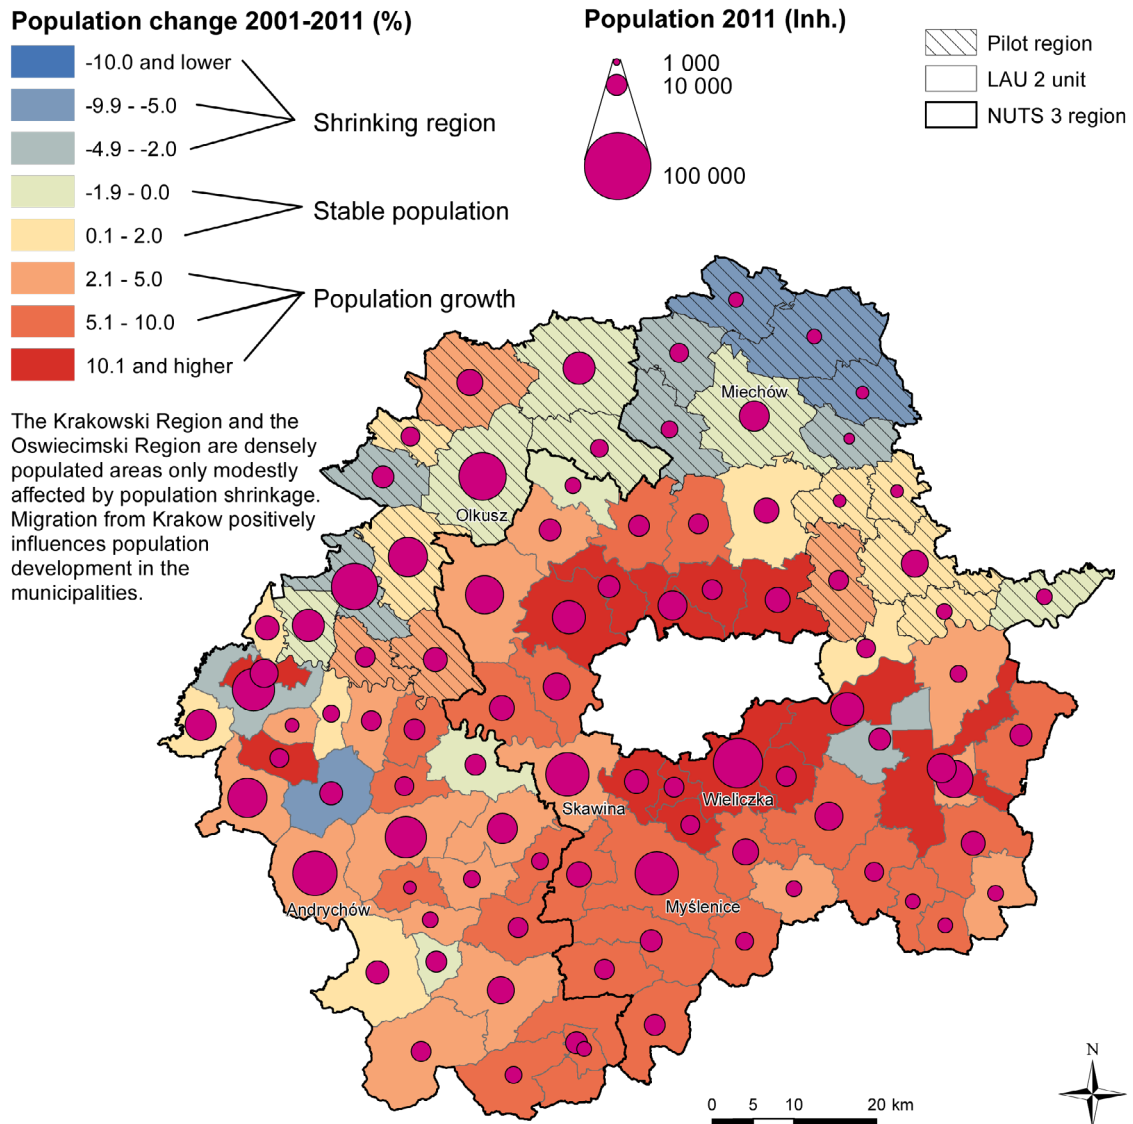 Population change 2001-2011 (%)
-10.0 and lower
-9.9 - -5.0
-4.9 - -2.0
-1.9 - 0.0
0.1 - 2.0
2.1 - 5.0
5.1 - 10.0
10.1 and higher
Shrinking region
Stable population
Population growth
Population 2011 (Inh.)
1 000
10 000
100 000
Pilot region
LAU 2 unit
NUTS 3 region
The Krakowski Region and the
Oswiecimski Region are densely
populated areas only modestly
affected by population shrinkage.
Migration from Krakow positively
influences population
development in the
municipalities.
Miechów
Olkusz
Skawina
Wieliczka
Andrychów
Myślenice
N
0 5 10 20 km